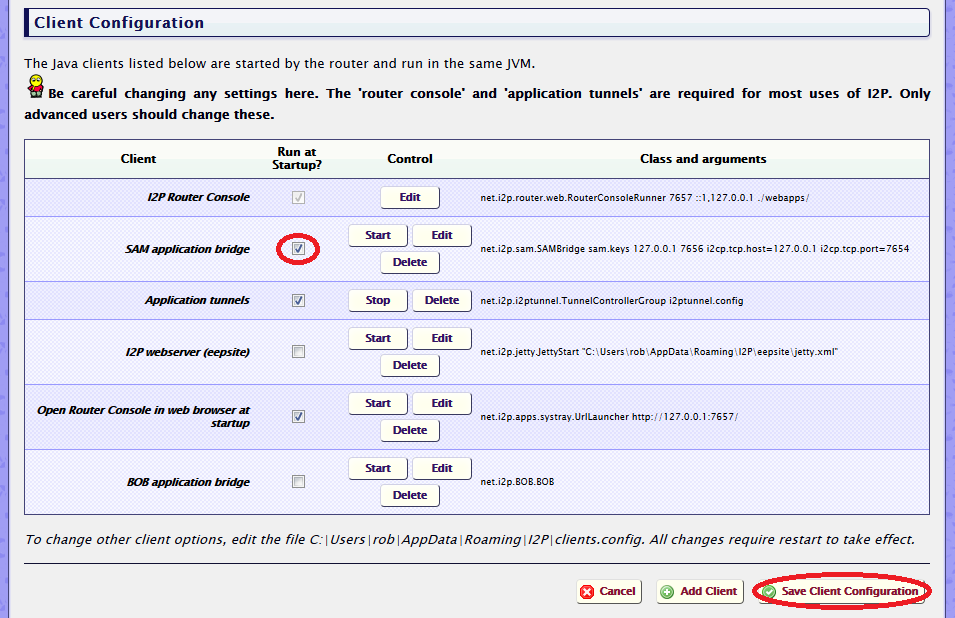 Client Configuration
The Java clients listed below are started by the router and run in the same JVM.
Be careful changing any settings here. The 'router console' and 'application tunnels' are required for most uses of I2P. Only
advanced users should change these.
Client Run at Startup? Control Class and arguments
I2P Router Console Edit net.i2p.router.web.RouterConsoleRunner 7657 ::1,127.0.0.1 ./webapps/
Start Edit
SAM application bridge net.i2p.sam.SAMBridge sam.keys 127.0.0.1 7656 i2cp.tcp.host=127.0.0.1 i2cp.tcp.port=7654
Delete
Application tunnels Stop Delete net.i2p.i2ptunnel.TunnelControllerGroup i2ptunnel.config
Start Edit
I2P webserver (eepsite) net.i2p.jetty.JettyStart "C:\Users\rob\AppData\Roaming\I2P\eepsite\jetty.xml"
Delete
Start Edit
Open Router Console in web browser at
startup net.i2p.apps.systray.UrlLauncher http://127.0.0.1:7657/
Delete
Start Edit
BOB application bridge net.i2p.BOB.BOB
Delete
To change other client options, edit the file C:\Users\rob\AppData\Roaming\I2P\clients.config. All changes require restart to take effect.
Cancel Add Client Save Client Configuration